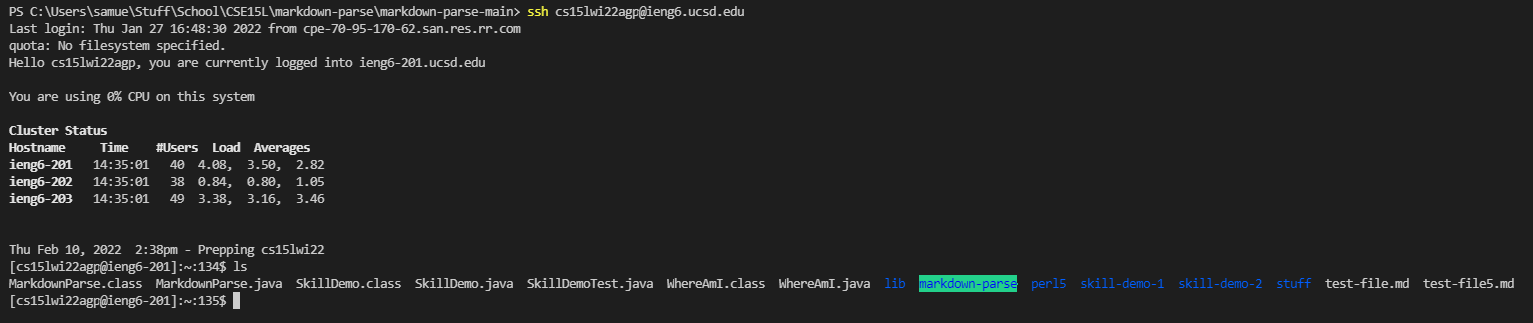 PS C:\Users\samue\Stuff\School\CSE15L\markdown-parse\markdown-parse-main> ssh cs15lwi22agp@ieng6.ucsd.edu
Last login: Thu Jan 27 16:48:30 2022 from cpe-70-95-170-62.san.res.rr.com
quota: No filesystem specified.
Hello cs15lwi22agp, you are currently logged into ieng6-201.ucsd.edu
You are using 0% CPU on this system
Cluster Status
Hostname     Time    #Users  Load  Averages
ieng6-201   14:35:01   40  4.08,  3.50,  2.82
ieng6-202   14:35:01   38  0.84,  0.80,  1.05
ieng6-203   14:35:01   49  3.38,  3.16,  3.46
Thu Feb 10, 2022  2:38pm - Prepping cs15lwi22
[cs15lwi22agp@ieng6-201]:~:134$ ls
MarkdownParse.class  MarkdownParse.java  SkillDemo.class  SkillDemo.java  SkillDemoTest.java  WhereAmI.class  WhereAmI.java  lib  markdown-parse  perl5  skill-demo-1  skill-demo-2  stuff  test-file.md  test-file5.md
[cs15lwi22agp@ieng6-201]:~:135$